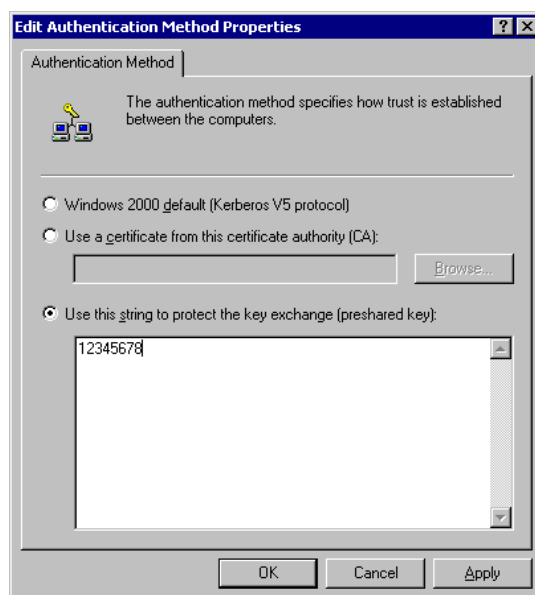 Edit Authentication Method Properties
Authentication Method
The authentication method specifies how trust is established
between the computers.
Windows 2000 default (Kerberos V5 protocol)
Use a certificate from this certificate authority (CA):
Browse...
Use this string to protect the key exchange (preshared key):
12345678
OK Cancel Apply